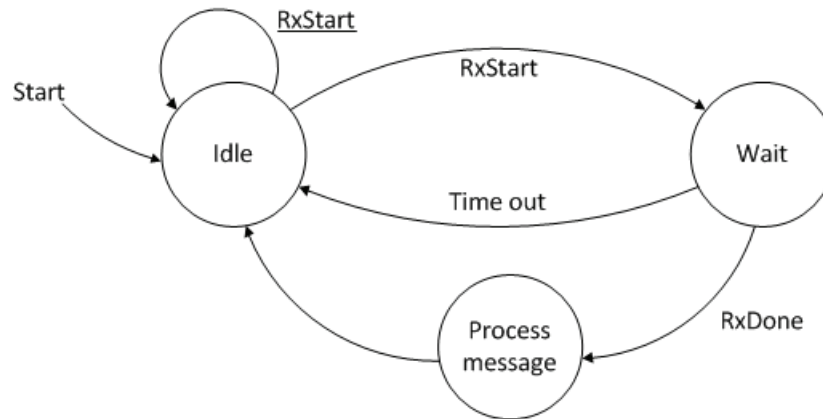 RxStart
RxStart
Start
Idle
Wait
Time out
RxDone
Process
message